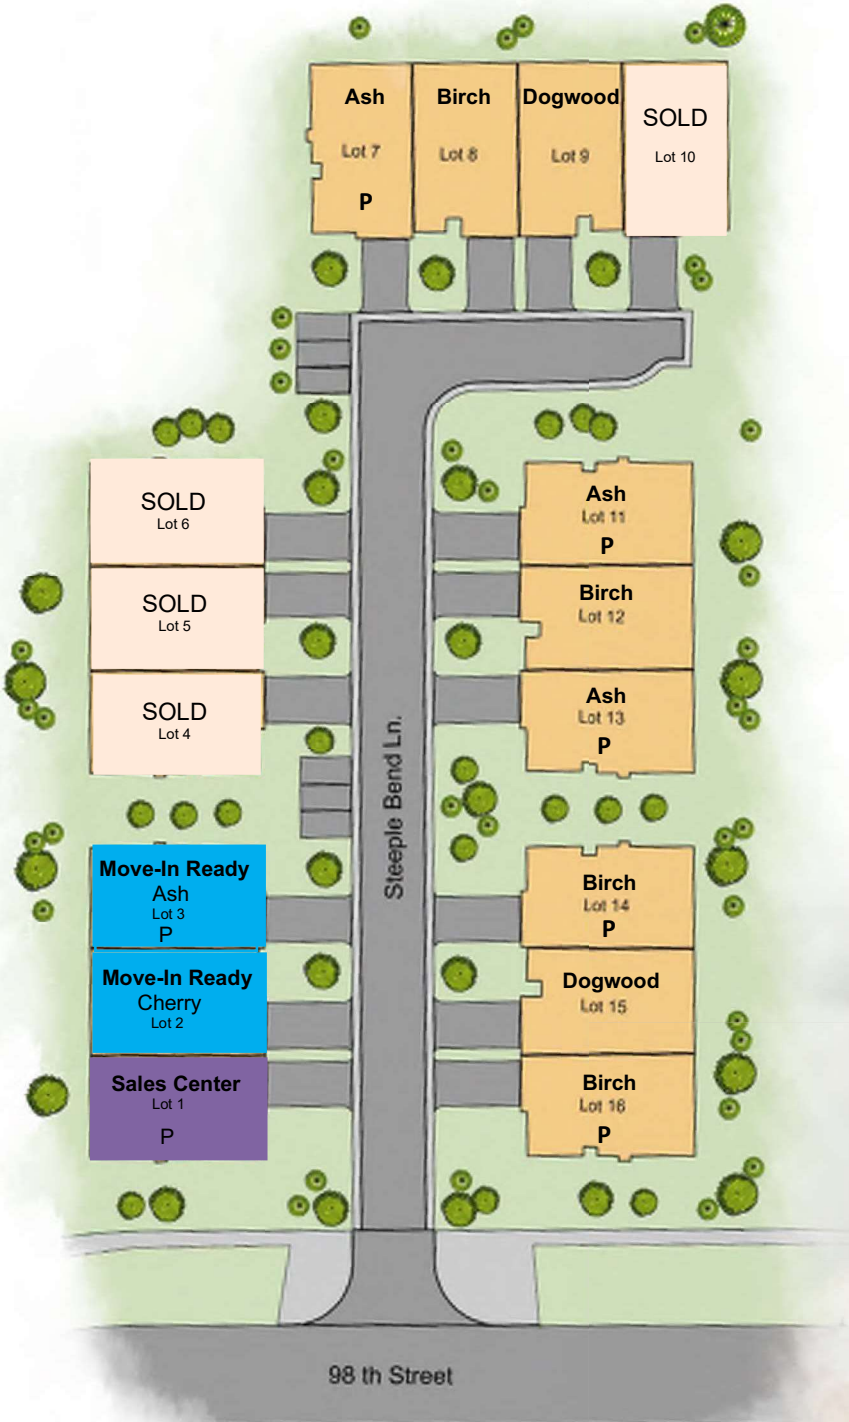 Ash
Lot 7
P
Birch
Lot 8
Dogwood
Lot 9
SOLD
Lot 10
SOLD
Lot 6
SOLD
Lot 5
SOLD
Lot 4
Move-In Ready
Ash
Lot 3
P
Move-In Ready
Cherry
Lot 2
Sales Center
Lot 1
P
Steeple Bend Ln.
Ash
Lot 11
P
Birch
Lot 12
Ash
Lot 13
P
Birch
Lot 14
P
Dogwood
Lot 15
Birch
Lot 16
P
98 th Street